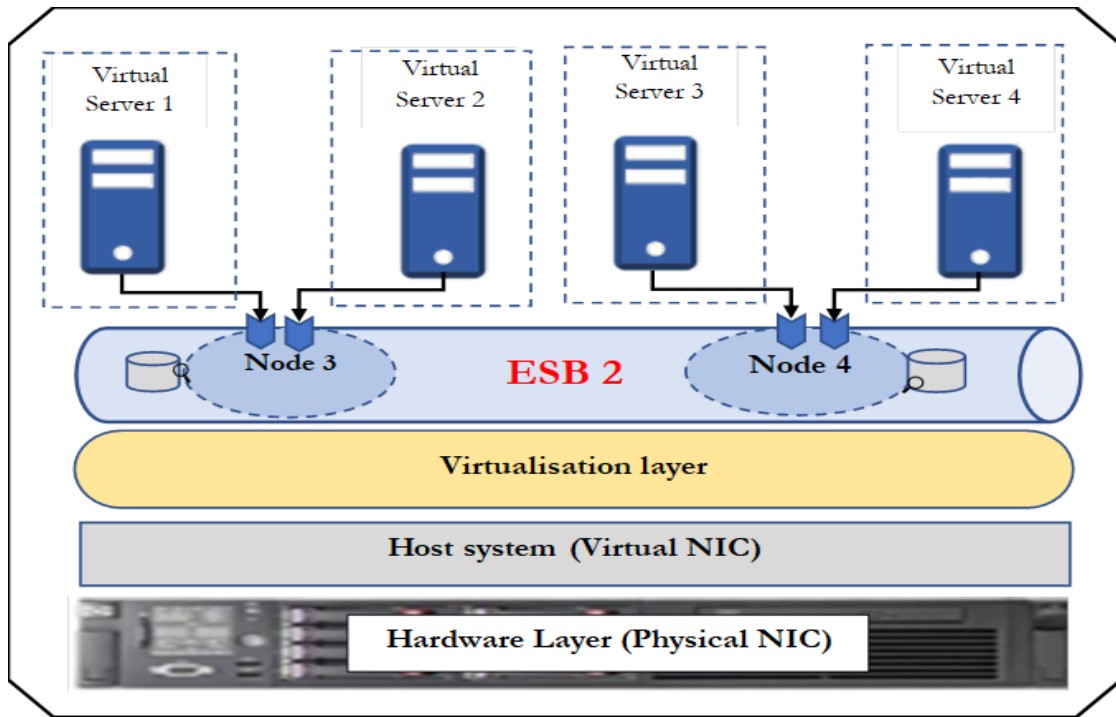 Virtual
Server 1
Virtual
Server 2
Virtual
Server 3
Virtual
Server 4
Node 3
ESB 2
Node 4
Virtualisation layer
Host system (Virtual NIC)
Hardware Layer (Physical NIC)